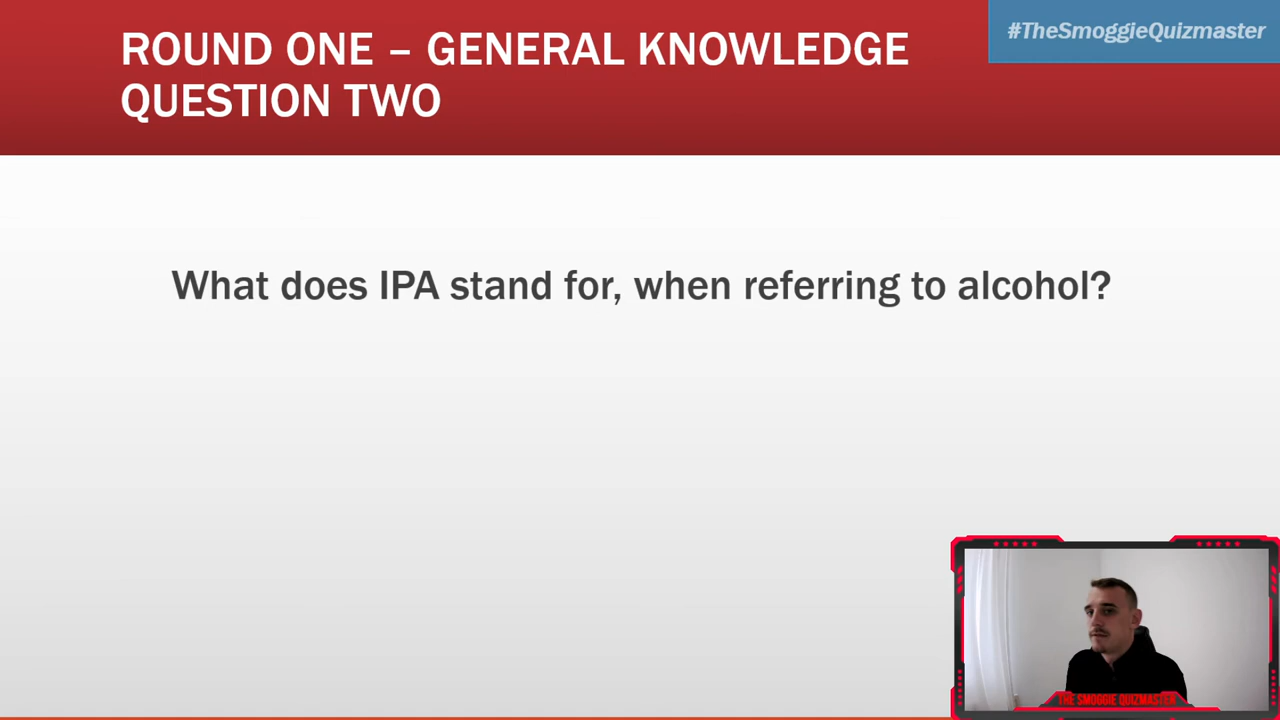 ROUND ONE – GENERAL KNOWLEDGE
QUESTION TWO
#TheSmoggieQuizmaster
What does IPA stand for, when referring to alcohol?
THE SMOGGIE QUIZMASTER